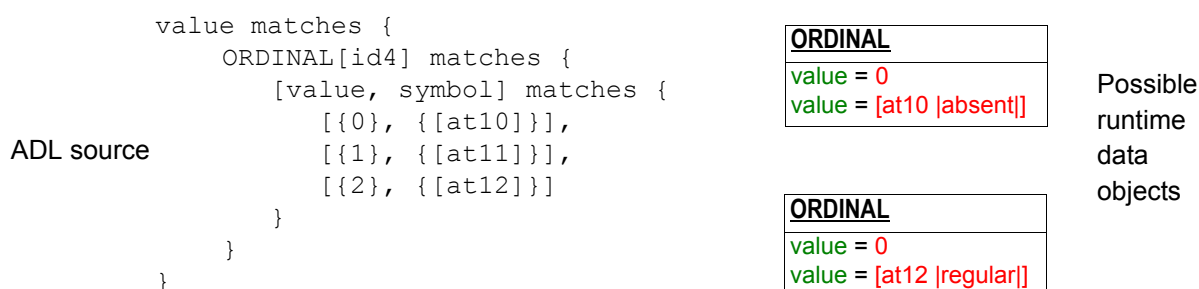 value matches {
ORDINAL[id4] matches {
[value, symbol] matches {
[{0}, {[at10]}],
[{1}, {[at11]}],
[{2}, {[at12]}]
}
}
}
ADL source
ORDINAL
value = 0
value = [at10 |absent|]
ORDINAL
value = 0
value = [at12 |regular|]
Possible
runtime
data
objects